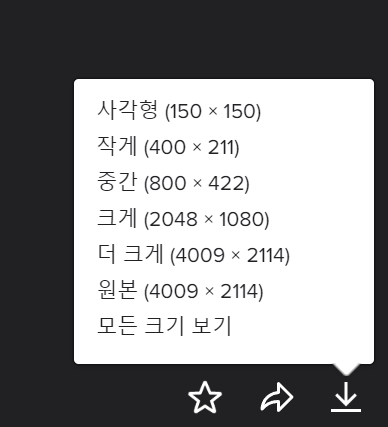 사각형 (150 × 150)
작게 (400 × 211)
중간 (800 × 422)
크게 (2048 × 1080)
더 크게 (4009 × 2114)
원본 (4009 × 2114)
모든 크기 보기